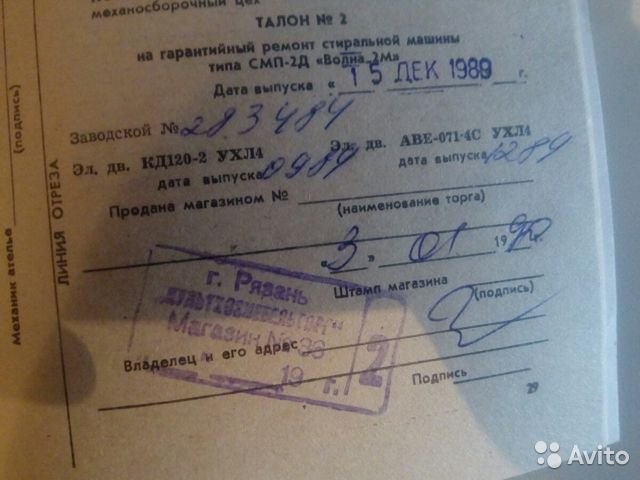 механосборочный цех
ТАЛОН № 2
на гарантийный ремонт стиральной машины
типа СМП-2Д «Волна 2М»
Дата выпуска « 15 ДЕК 1989 г.
Заводской № 283484
Эл. дв. КД120-2 УХЛ4 Эл. дв. АВЕ-071-4С УХЛ4
дата выпуска 0989 дата выпуска 1289
Продана магазином №
(наименование торга)
«3» 01 1990г.
Штамп магазина
(подпись)
г. Рязань
Магазин № 36
19 г.
2
Владелец и его адрес
Подпись
29
ЛИНИЯ ОТРЕЗА
Механик ателье
(подпись)
Avito